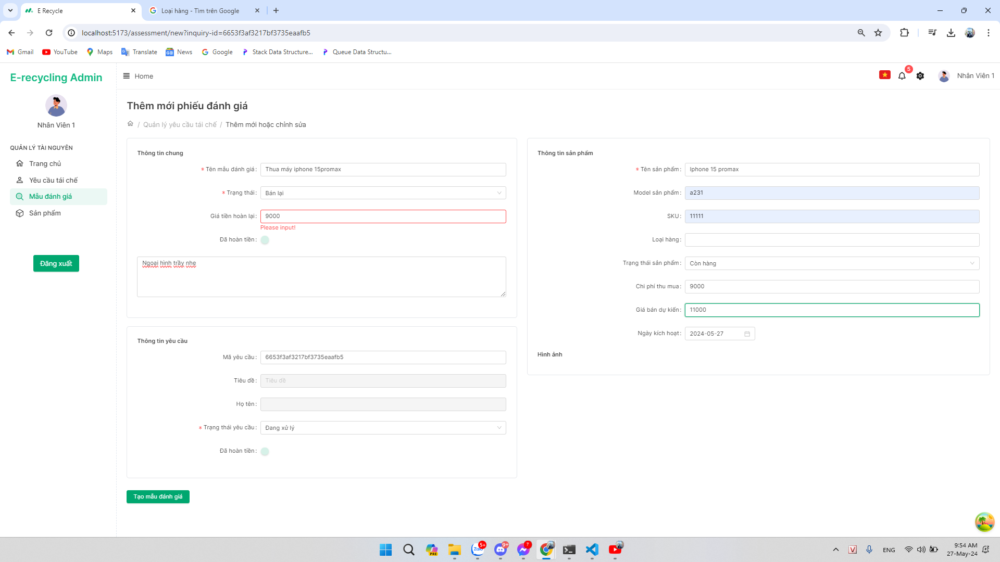 E Recycle
Loại hàng - Tìm trên Google
localhost:5173/assessment/new?inquiry-id=6653f3af3217bf3735eaafb5
Gmail
YouTube
Maps
Translate
News
Google
Stack Data Structure...
Queue Data Structu...
E-recycling Admin
Home
5
Nhân Viên 1
Nhân Viên 1
QUẢN LÝ TÀI NGUYÊN
Trang chủ
Yêu cầu tái chế
Mẫu đánh giá
Sản phẩm
Đăng xuất
Thêm mới phiếu đánh giá
/ Quản lý yêu cầu tái chế / Thêm mới hoặc chỉnh sửa
Thông tin chung
* Tên mẫu đánh giá: Thua máy iphone 15promax
* Trạng thái: Bán lại
Giá tiền hoàn lại: 9000
Please input!
Đã hoàn tiền:
Ngoại hình trầy nhẹ
Thông tin yêu cầu
Mã yêu cầu: 6653f3af3217bf3735eaafb5
Tiêu đề: Tiêu đề
Họ tên:
* Trạng thái yêu cầu: Đang xử lý
Đã hoàn tiền:
Tạo mẫu đánh giá
Thông tin sản phẩm
* Tên sản phẩm: Iphone 15 promax
Model sản phẩm: a231
SKU: 11111
Loại hàng:
Trạng thái sản phẩm: Còn hàng
Chi phí thu mua: 9000
Giá bán dự kiến: 11000
Ngày kích hoạt: 2024-05-27
Hình ảnh
PRE
Zalo
5+
9+
7
V
ENG
9:54 AM
27-May-24